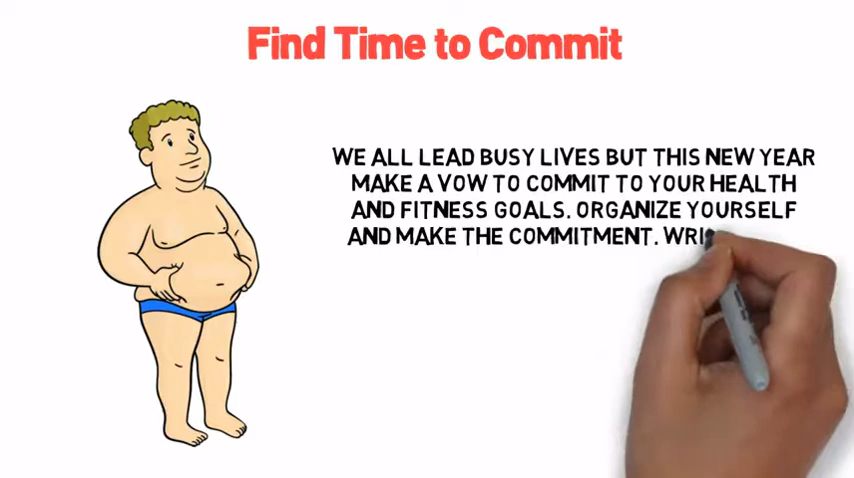 Find Time to Commit
WE ALL LEAD BUSY LIVES BUT THIS NEW YEAR
MAKE A VOW TO COMMIT TO YOUR HEALTH
AND FITNESS GOALS. ORGANIZE YOURSELF
AND MAKE THE COMMITMENT. WRI